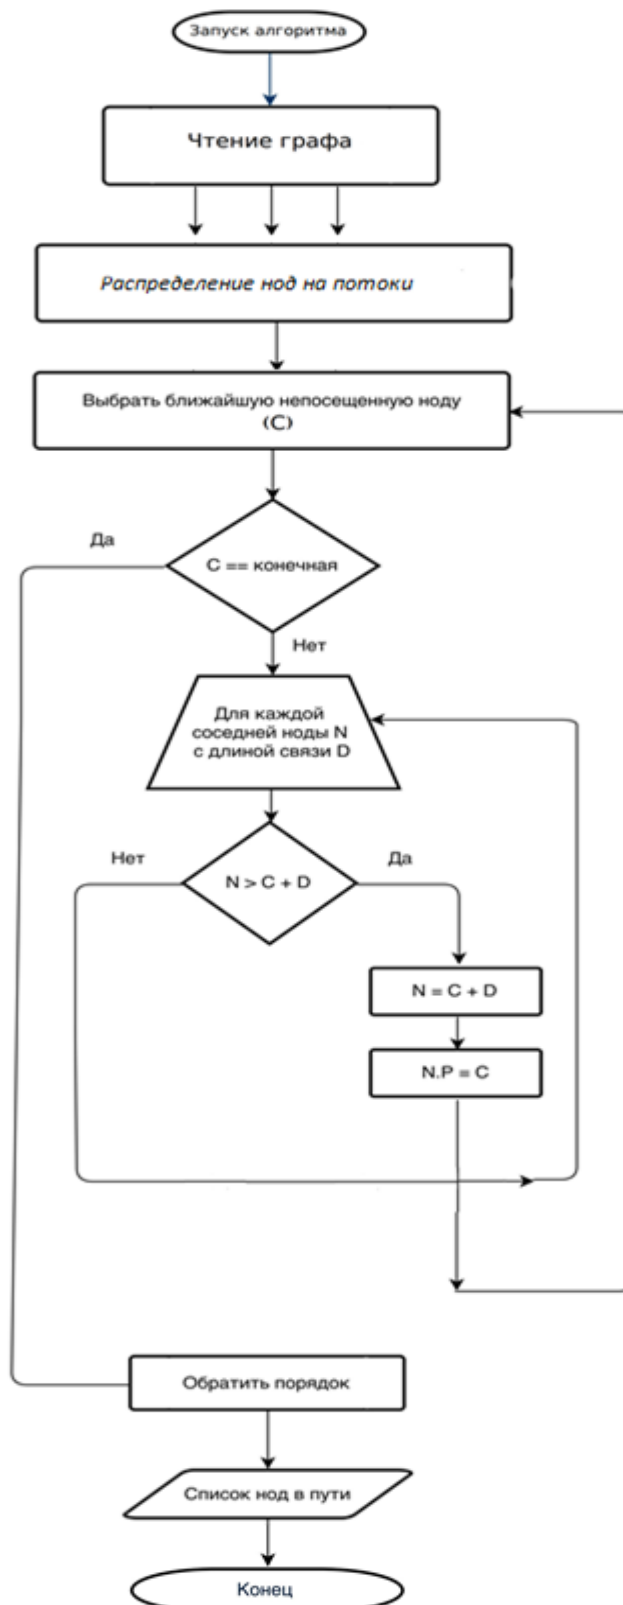 Запуск алгоритма
Чтение графа
Распределение нод на потоки
Выбрать ближайшую непосещенную ноду
(C)
Да
C == конечная
Нет
Для каждой
соседней ноды N
с длиной связи D
Нет
Да
N > C + D
N = C + D
N.P = C
Обратить порядок
Список нод в пути
Конец